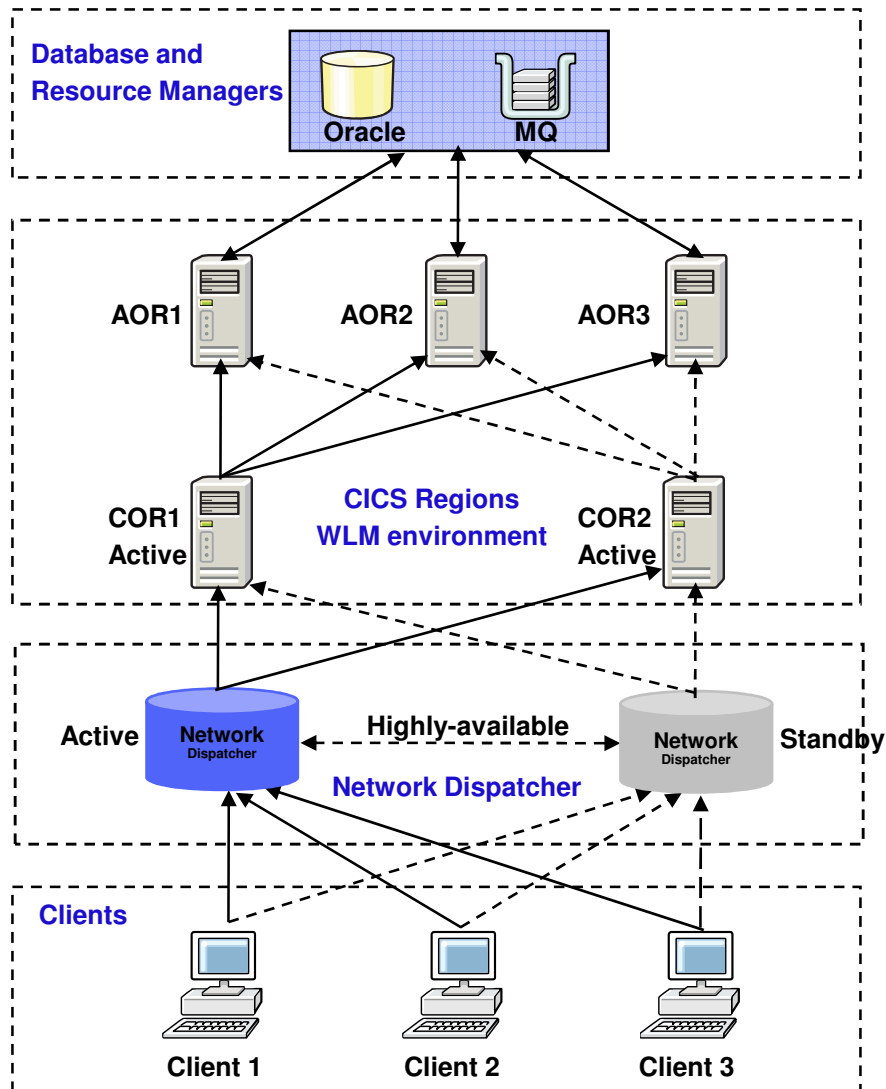 Database and
Resource Managers
Oracle
MQ
AOR1
AOR2
AOR3
COR1
Active
CICS Regions
WLM environment
COR2
Active
Active
Network
Dispatcher
Highly-available
Network
Dispatcher
Standby
Network Dispatcher
Clients
Client 1
Client 2
Client 3